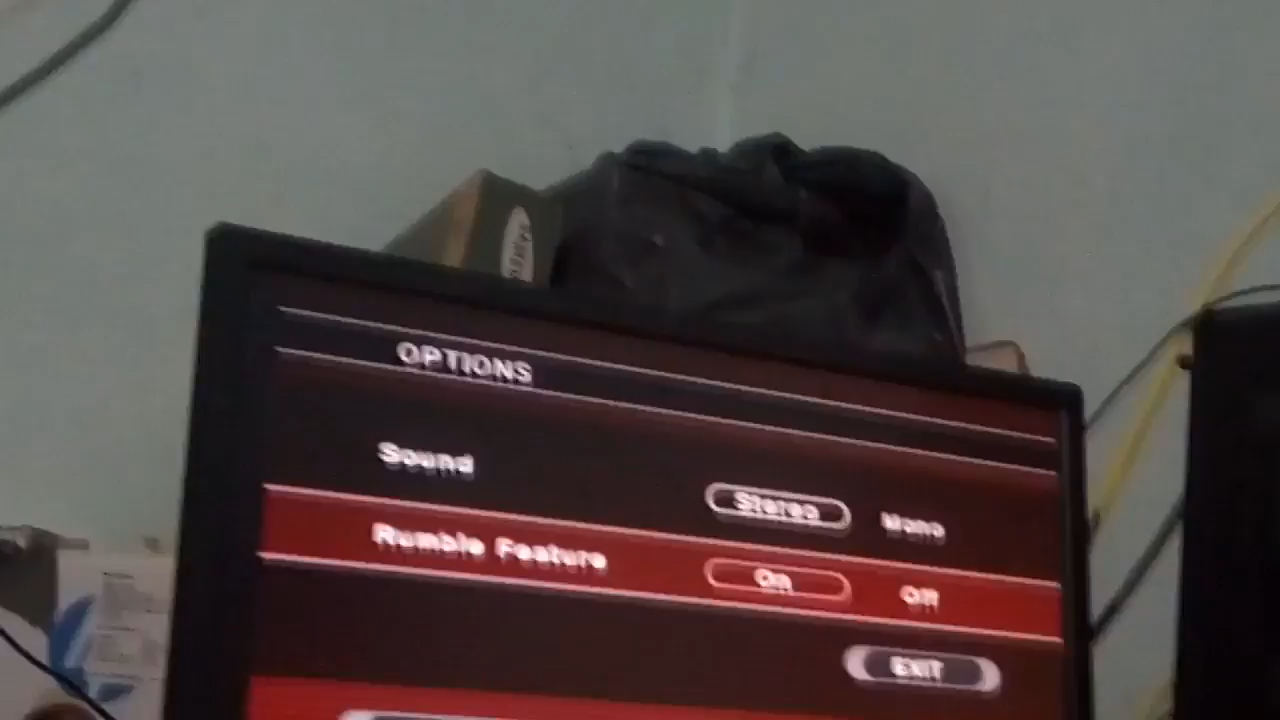 OPTIONS
Sound
Stereo Mono
Rumble Feature
On Off
EXIT